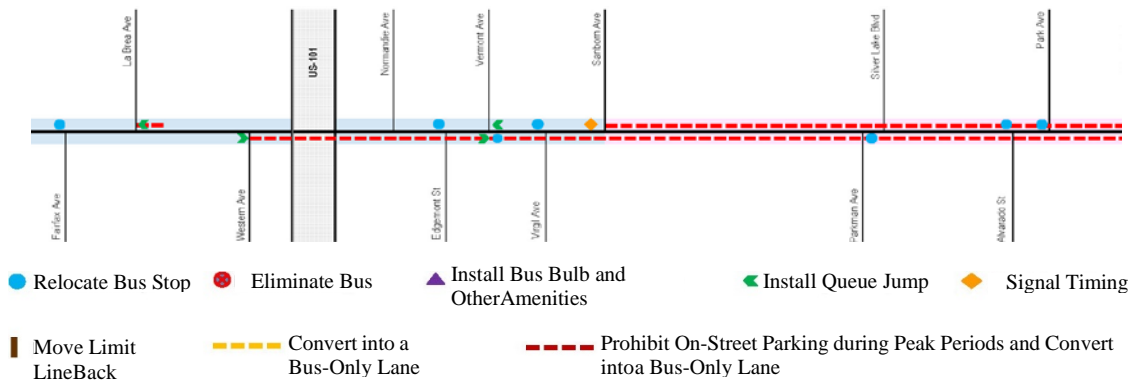 La Brea Ave
US-101
Normandie Ave
Vermont Ave
Sanborn Ave
Silver Lake Blvd
Park Ave
Fairfax Ave
Western Ave
Edgemont St
Virgil Ave
Parkman Ave
Alvarado St
Relocate Bus Stop
Eliminate Bus
Install Bus Bulb and
OtherAmenities
Install Queue Jump
Signal Timing
Move Limit
LineBack
Convert into a
Bus-Only Lane
Prohibit On-Street Parking during Peak Periods and Convert
intoa Bus-Only Lane